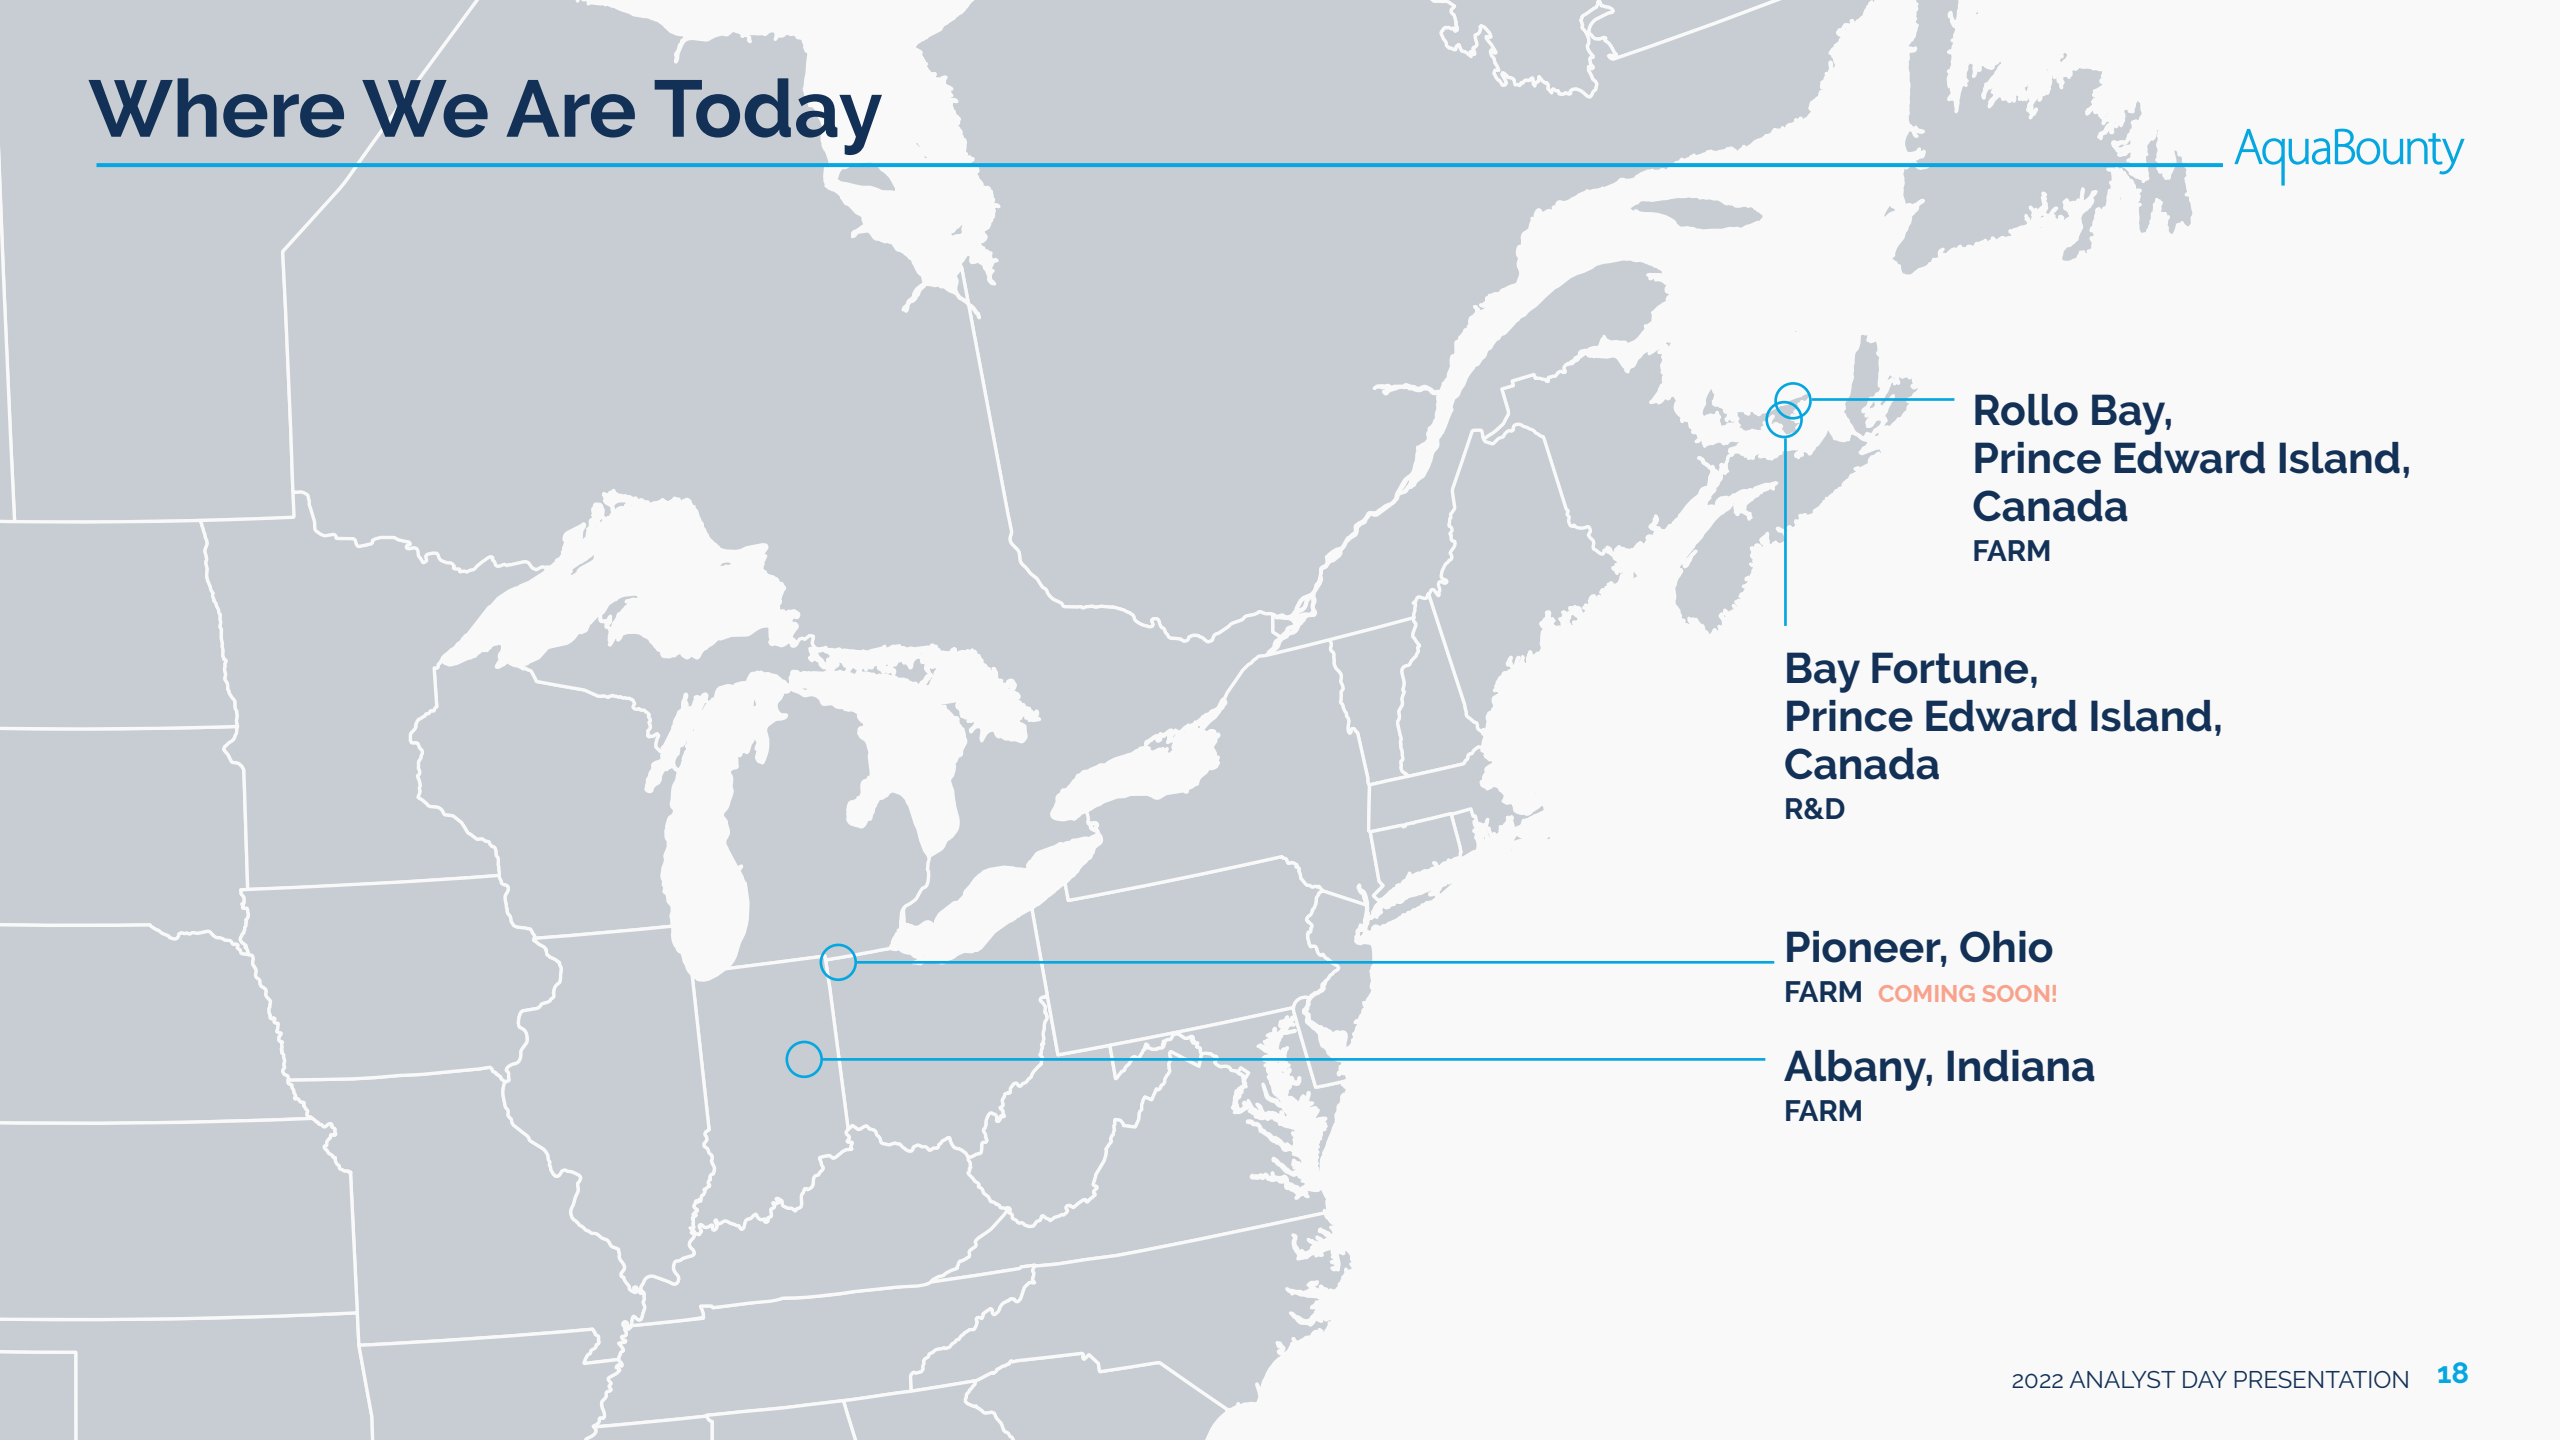 Where We Are Today
AquaBounty
Rollo Bay,
Prince Edward Island,
Canada
FARM
Bay Fortune,
Prince Edward Island,
Canada
R&D
Pioneer, Ohio
FARM COMING SOON!
Albany, Indiana
FARM
2022 ANALYST DAY PRESENTATION 18